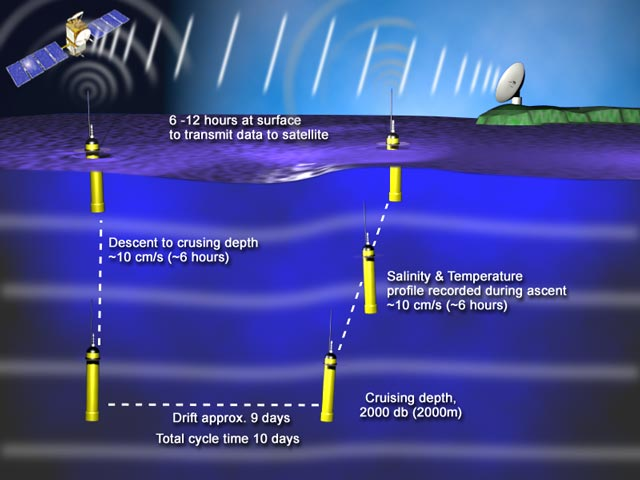 6 -12 hours at surface
to transmit data to satellite
Descent to crusing depth
~10 cm/s (~6 hours)
Salinity & Temperature
profile recorded during ascent
~10 cm/s (~6 hours)
Cruising depth,
2000 db (2000m)
Drift approx. 9 days
Total cycle time 10 days